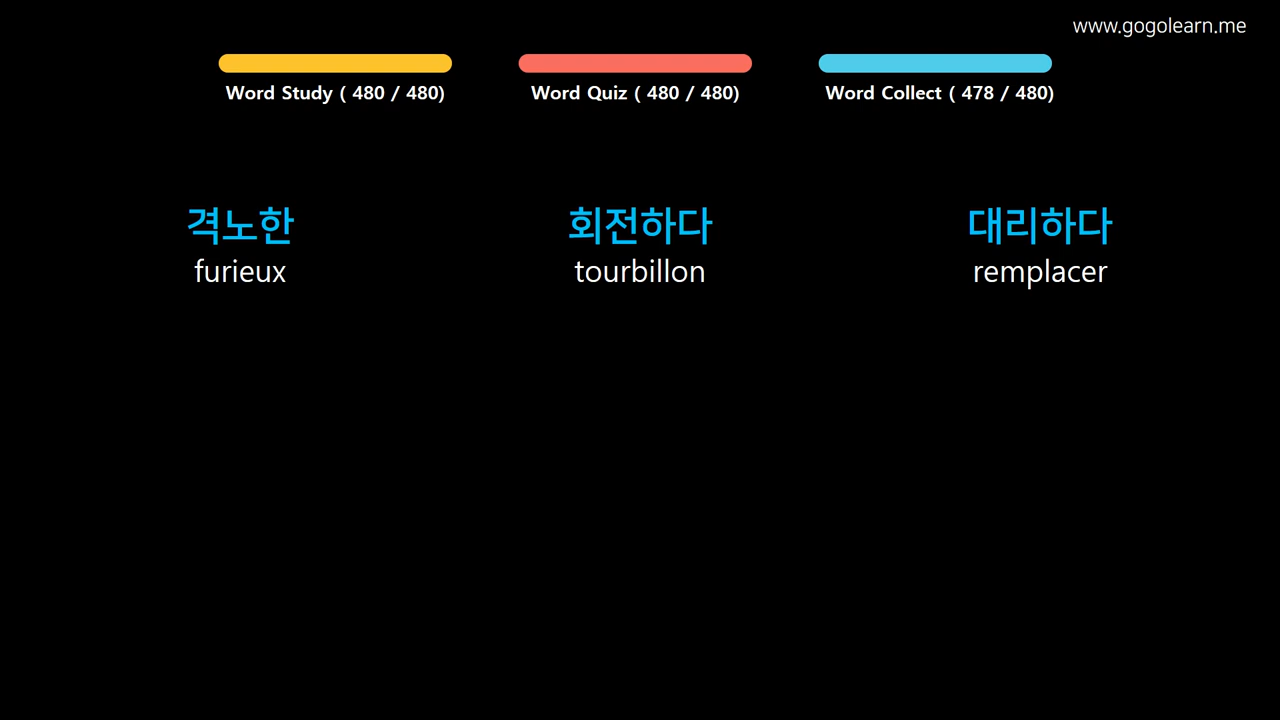 www.gogolearn.me
Word Study ( 480 / 480)
Word Quiz ( 480 / 480)
Word Collect ( 478 / 480)
격노한
furieux
회전하다
tourbillon
대리하다
remplacer